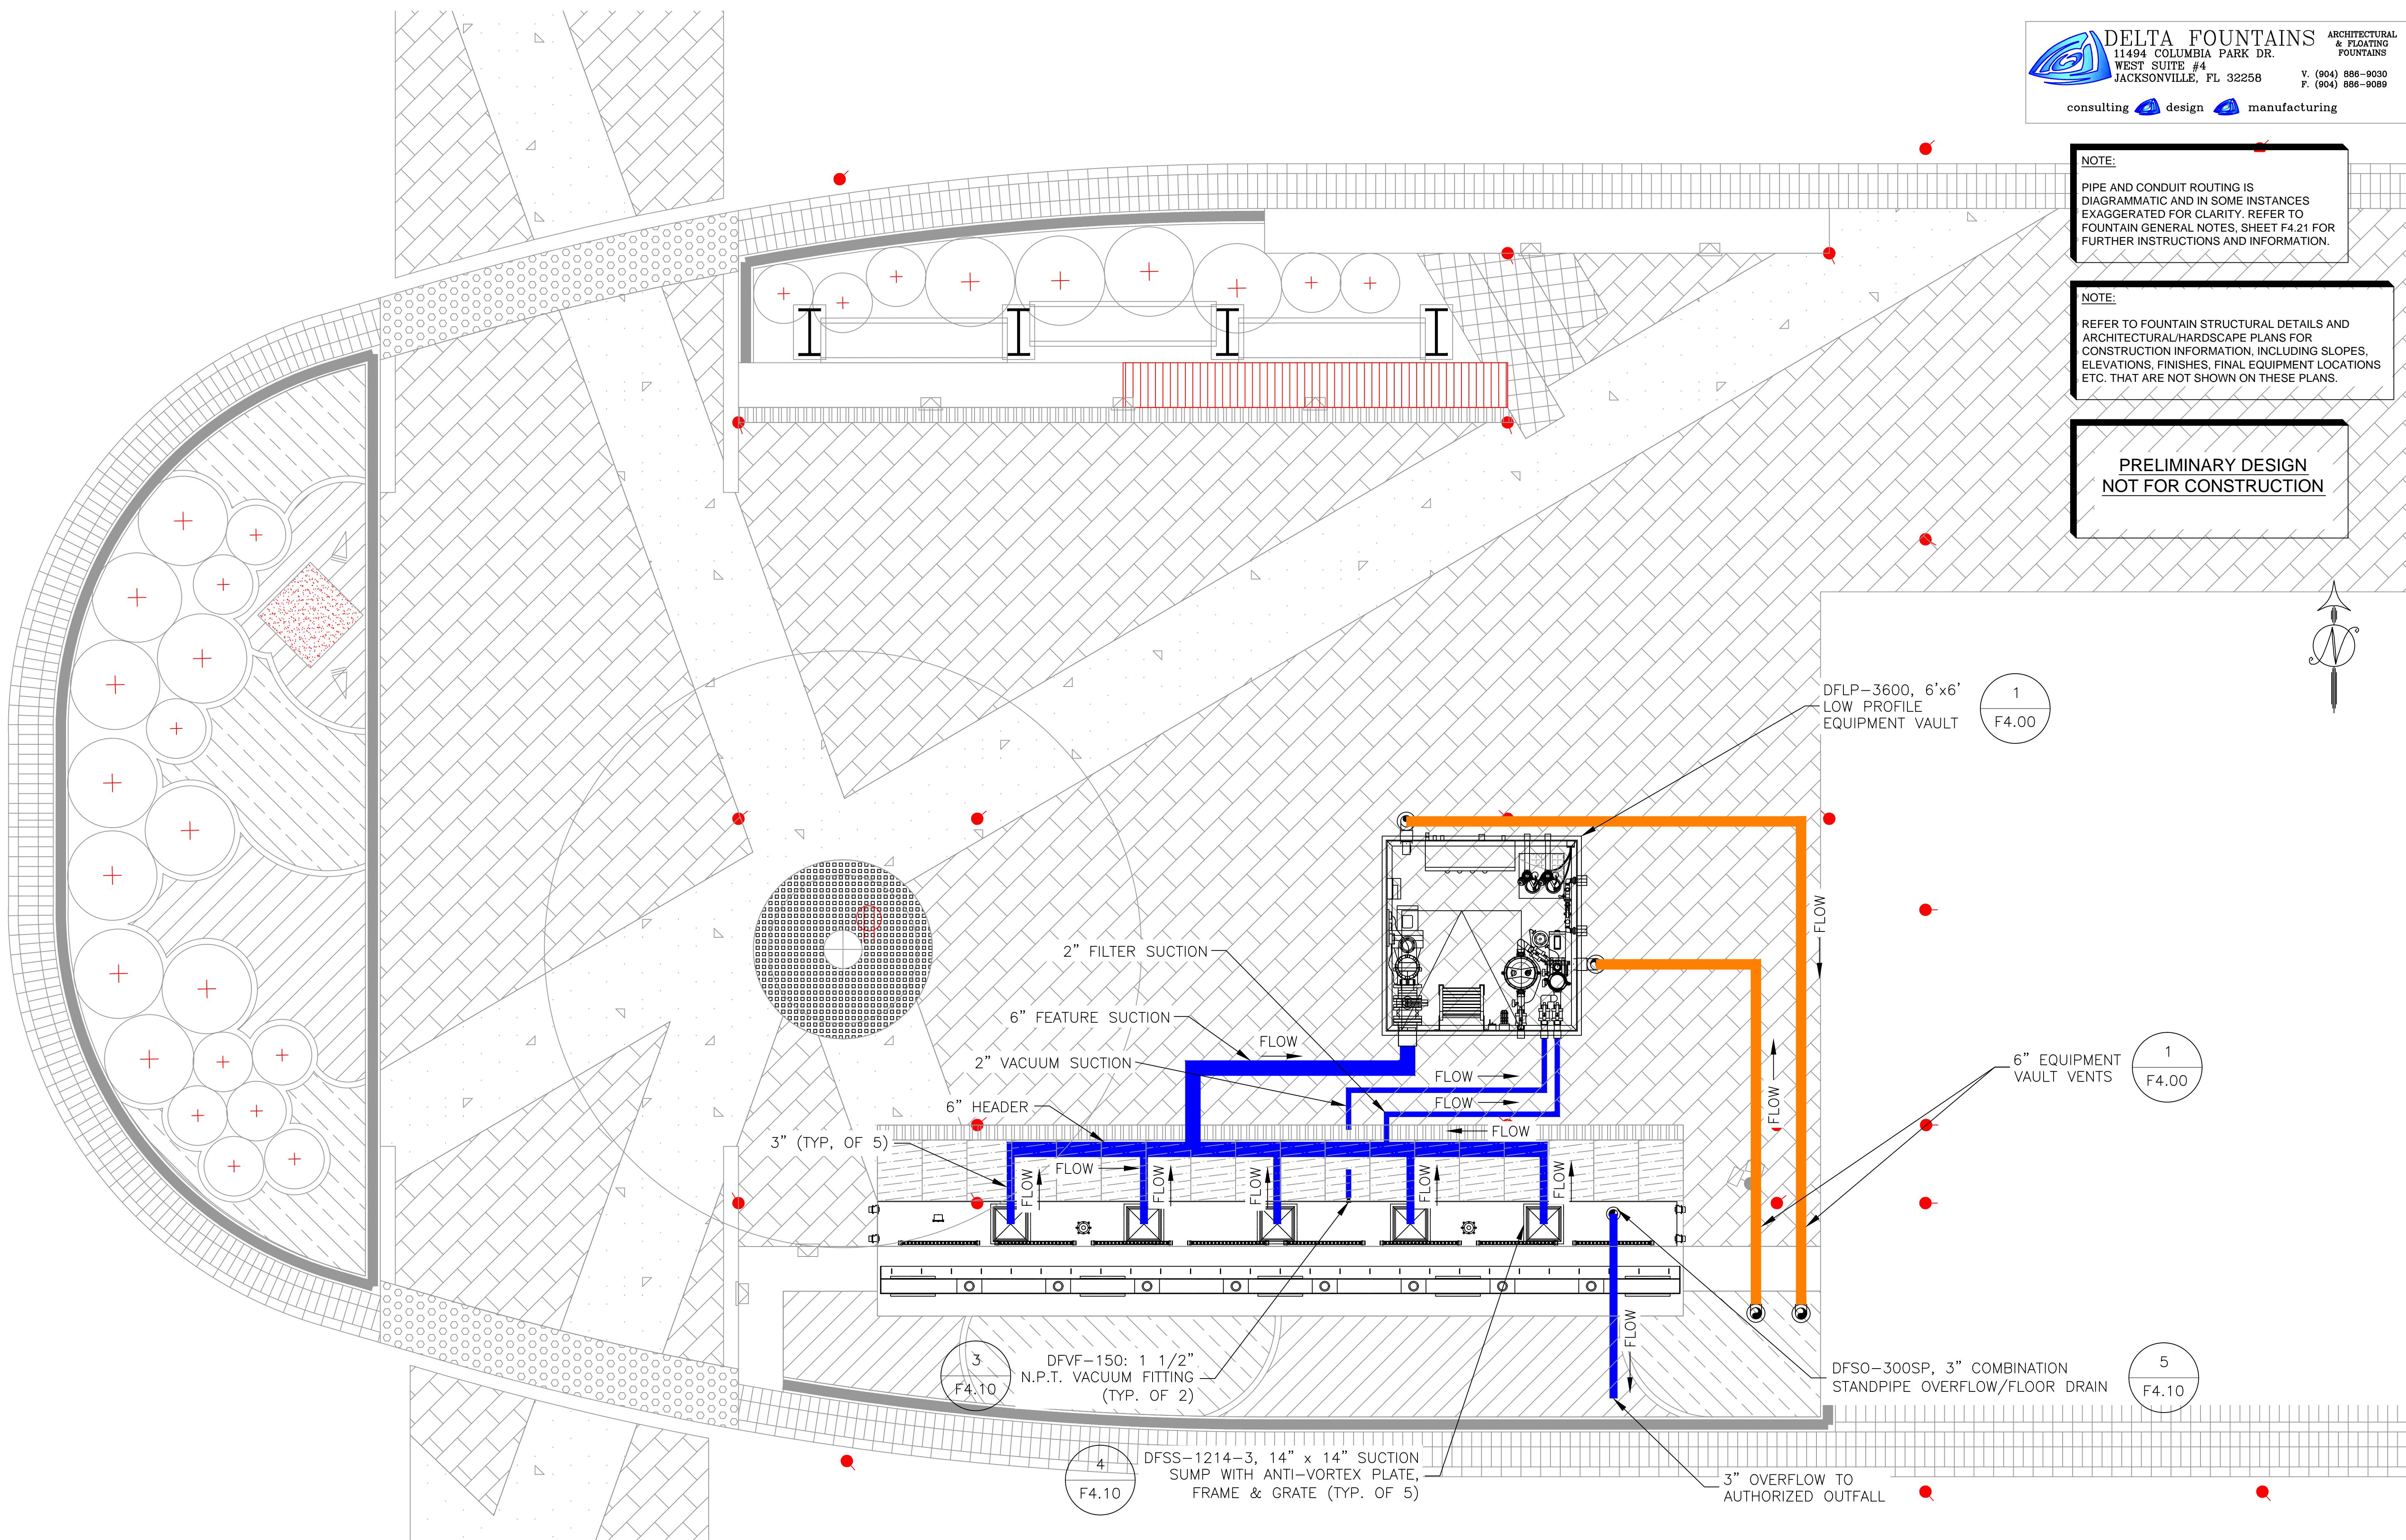 DELTA FOUNTAINS
11494 COLUMBIA PARK DR.
WEST SUITE #4
JACKSONVILLE, FL 32258
ARCHITECTURAL
& FLOATING
FOUNTAINS
V. (904) 886-9030
F. (904) 886-9089
consulting design manufacturing
NOTE:
PIPE AND CONDUIT ROUTING IS
DIAGRAMMATIC AND IN SOME INSTANCES
EXAGGERATED FOR CLARITY. REFER TO
FOUNTAIN GENERAL NOTES, SHEET F4.21 FOR
FURTHER INSTRUCTIONS AND INFORMATION.
NOTE:
REFER TO FOUNTAIN STRUCTURAL DETAILS AND
ARCHITECTURAL/HARDSCAPE PLANS FOR
CONSTRUCTION INFORMATION, INCLUDING SLOPES,
ELEVATIONS, FINISHES, FINAL EQUIPMENT LOCATIONS
ETC. THAT ARE NOT SHOWN ON THESE PLANS.
PRELIMINARY DESIGN
NOT FOR CONSTRUCTION
N
DFLP-3600, 6'x6'
LOW PROFILE
EQUIPMENT VAULT
1
F4.00
FLOW
2" FILTER SUCTION
6" FEATURE SUCTION
FLOW
2" VACUUM SUCTION
FLOW
FLOW
FLOW
6" EQUIPMENT
VAULT VENTS
1
F4.00
6" HEADER
FLOW
3" (TYP, OF 5)
FLOW
FLOW
FLOW
FLOW
FLOW
FLOW
FLOW
3
F4.10
DFVF-150: 1 1/2"
N.P.T. VACUUM FITTING
(TYP. OF 2)
DFSO-300SP, 3" COMBINATION
STANDPIPE OVERFLOW/FLOOR DRAIN
5
F4.10
4
F4.10
DFSS-1214-3, 14" x 14" SUCTION
SUMP WITH ANTI-VORTEX PLATE,
FRAME & GRATE (TYP. OF 5)
3" OVERFLOW TO
AUTHORIZED OUTFALL